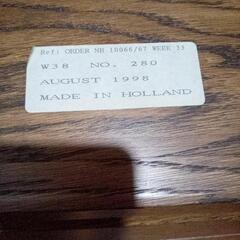 Ref: ORDER NR 10066/67 WEEK 33
W38 NO. 280
AUGUST 1998
MADE IN HOLLAND